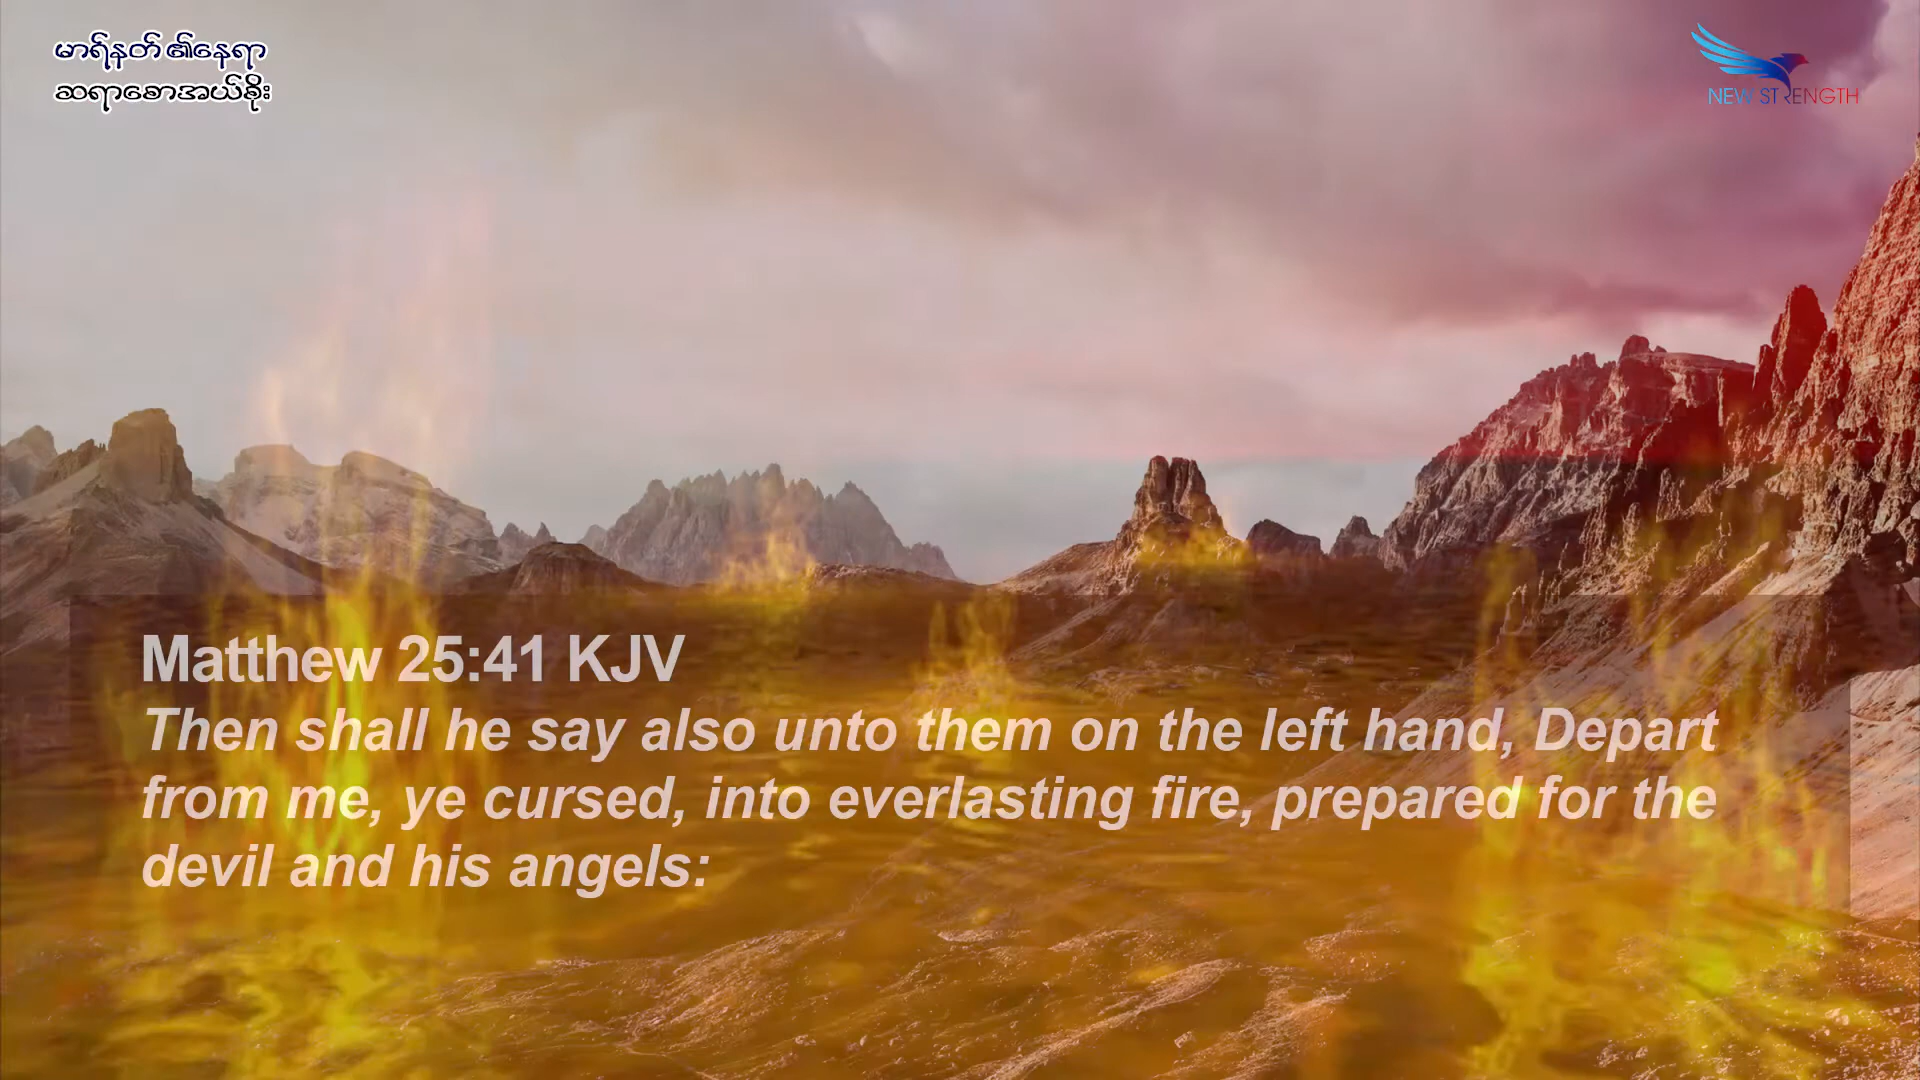 မာရ်နတ်၏နေရာ
ဆရာစောအယ်ခိုး
NEW STRENGTH
Matthew 25:41 KJV
Then shall he say also unto them on the left hand, Depart
from me, ye cursed, into everlasting fire, prepared for the
devil and his angels: